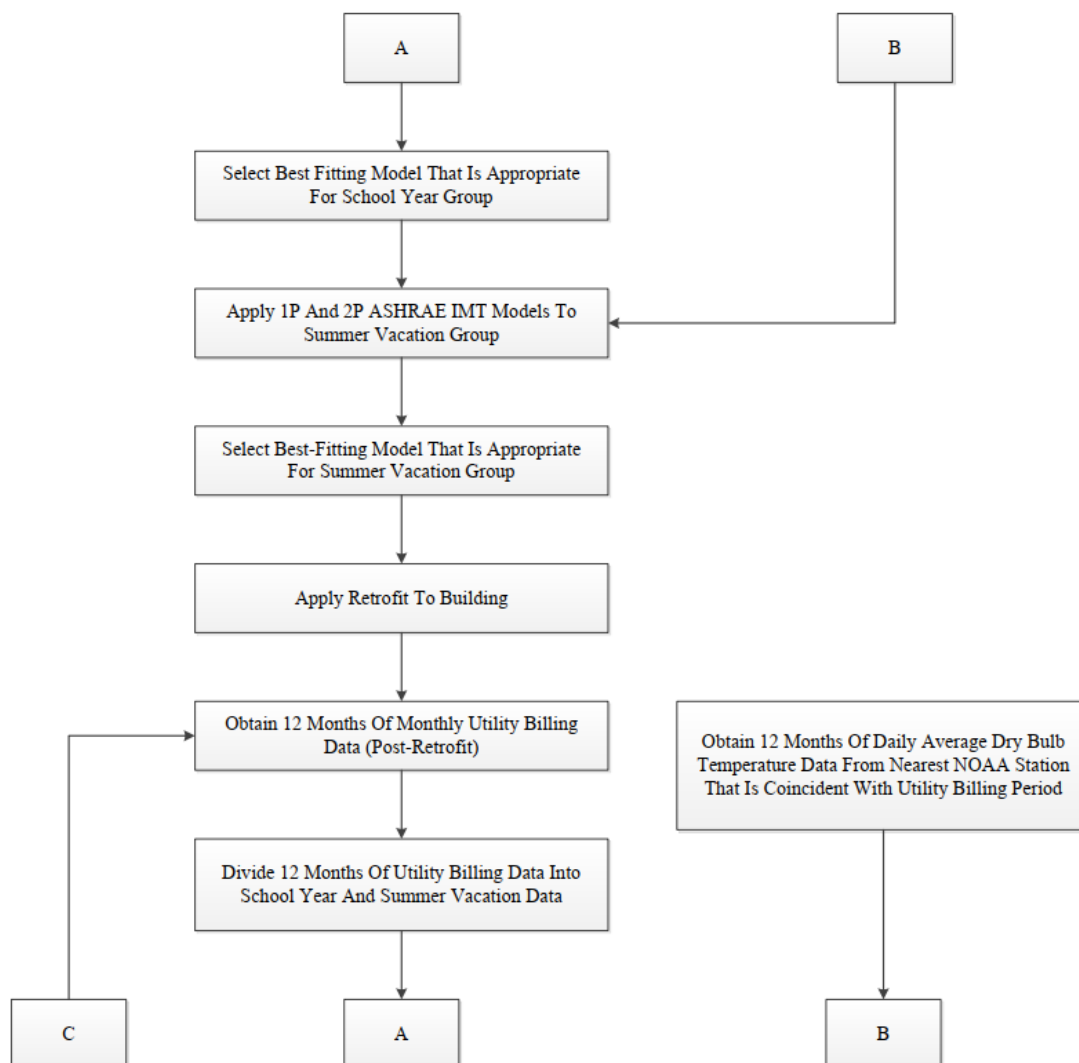 A
B
Select Best Fitting Model That Is Appropriate
For School Year Group
Apply 1P And 2P ASHRAE IMT Models To
Summer Vacation Group
Select Best-Fitting Model That Is Appropriate
For Summer Vacation Group
Apply Retrofit To Building
Obtain 12 Months Of Monthly Utility Billing
Data (Post-Retrofit)
Obtain 12 Months Of Daily Average Dry Bulb
Temperature Data From Nearest NOAA Station
That Is Coincident With Utility Billing Period
Divide 12 Months Of Utility Billing Data Into
School Year And Summer Vacation Data
C
A
B